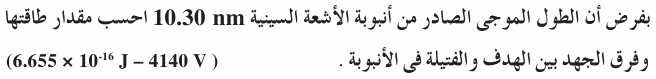 بفرض أن الطول الموجى الصادر من أنبوبة الأشعة السينية 10.30 nm احسب مقدار طاقتها
وفرق الجهد بين الهدف والفتيلة فى الأنبوبة . (6.655 × 10⁻¹⁶ J – 4140 V )